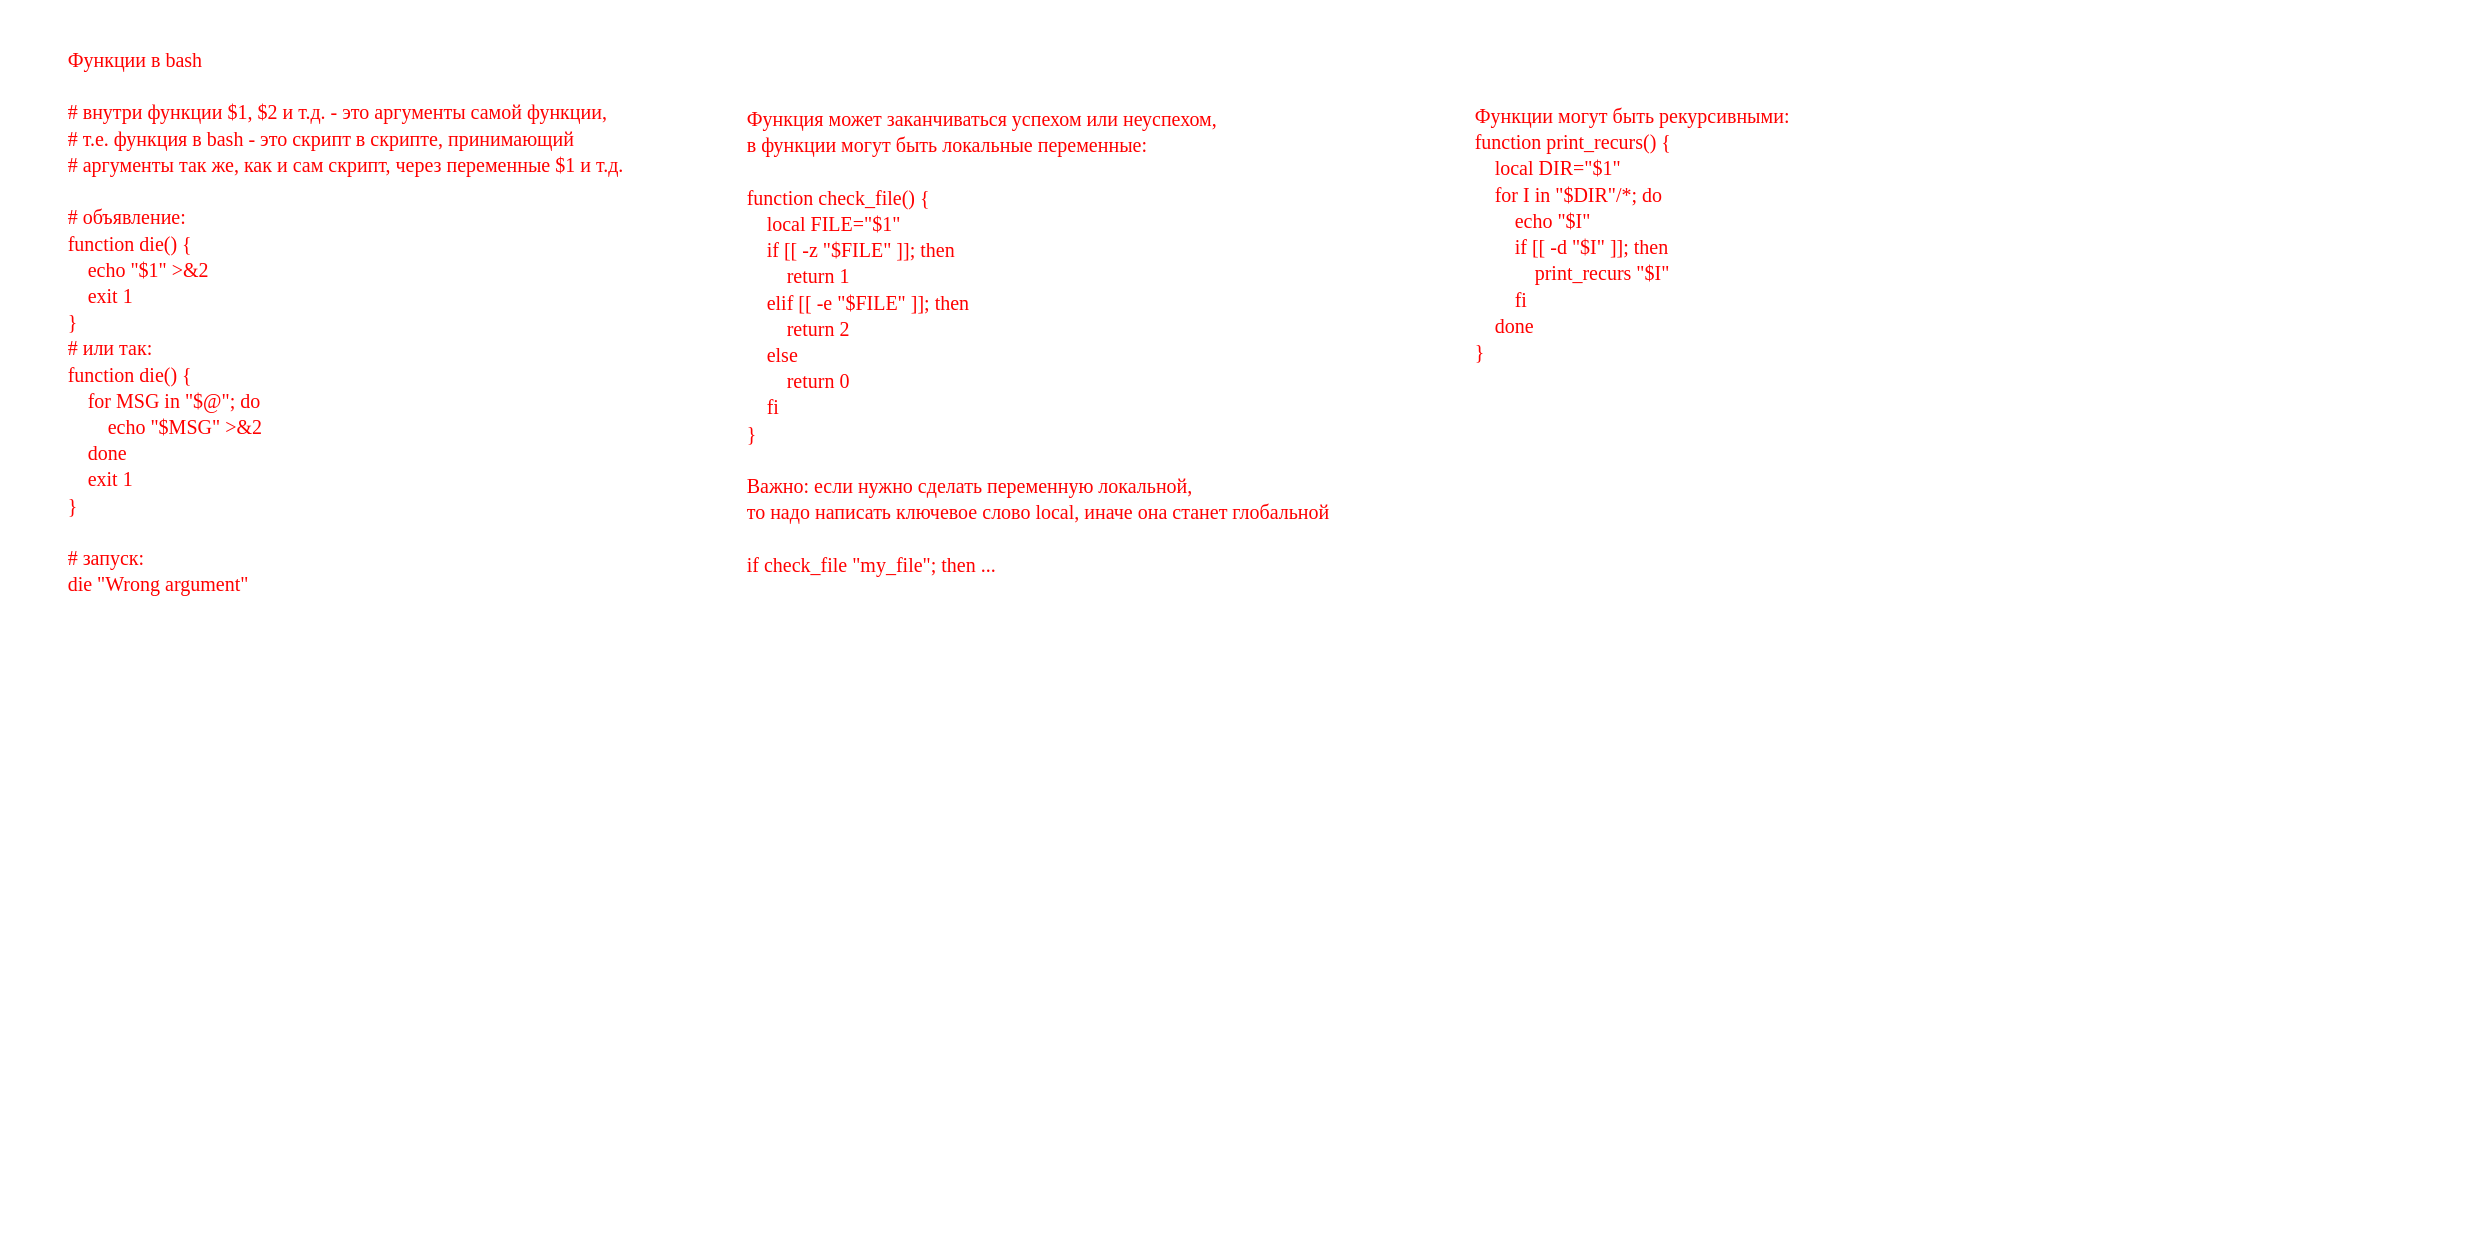 Функции в bash

# внутри функции $1, $2 и т.д. - это аргументы самой функции,
# т.е. функция в bash - это скрипт в скрипте, принимающий
# аргументы так же, как и сам скрипт, через переменные $1 и т.д.

# объявление:
function die() {
    echo "$1" >&2
    exit 1
}
# или так:
function die() {
    for MSG in "$@"; do
        echo "$MSG" >&2
    done
    exit 1
}

# запуск:
die "Wrong argument"

Функция может заканчиваться успехом или неуспехом,
в функции могут быть локальные переменные:

function check_file() {
    local FILE="$1"
    if [[ -z "$FILE" ]]; then
        return 1
    elif [[ -e "$FILE" ]]; then
        return 2
    else
        return 0
    fi
}

Важно: если нужно сделать переменную локальной,
то надо написать ключевое слово local, иначе она станет глобальной

if check_file "my_file"; then ...

Функции могут быть рекурсивными:
function print_recurs() {
    local DIR="$1"
    for I in "$DIR"/*; do
        echo "$I"
        if [[ -d "$I" ]]; then
            print_recurs "$I"
        fi
    done
}